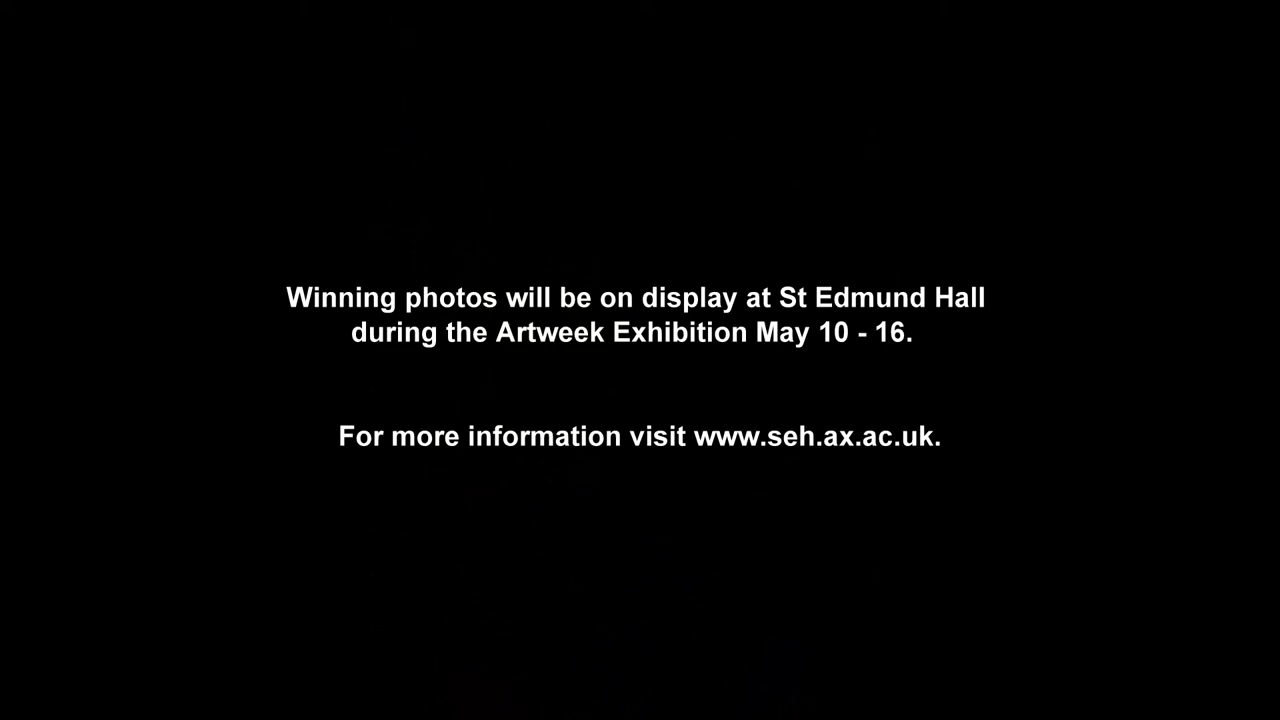 Winning photos will be on display at St Edmund Hall
during the Artweek Exhibition May 10 - 16.
For more information visit www.seh.ax.ac.uk.